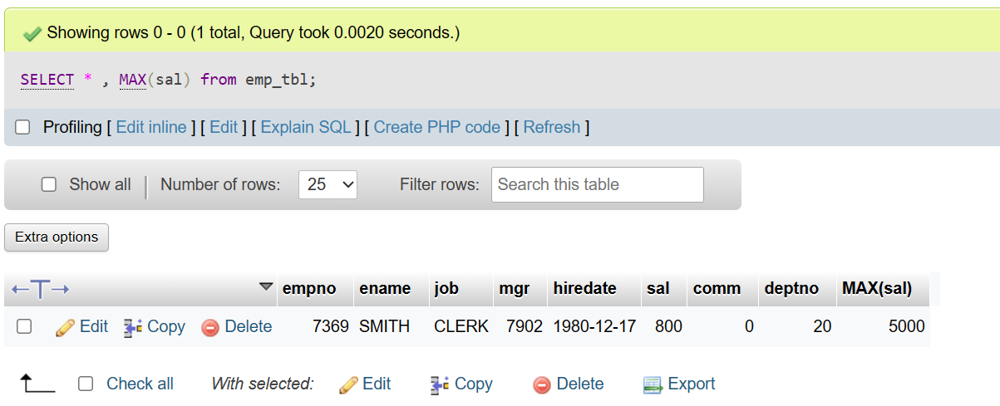 Showing rows 0 - 0 (1 total, Query took 0.0020 seconds.)
SELECT * , MAX(sal) from emp_tbl;
Profiling [ Edit inline ] [ Edit ] [ Explain SQL ] [ Create PHP code ] [ Refresh ]
Show all Number of rows: 25 Filter rows: Search this table
Extra options
empno ename job mgr hiredate sal comm deptno MAX(sal)
Edit Copy Delete 7369 SMITH CLERK 7902 1980-12-17 800 0 20 5000
Check all With selected: Edit Copy Delete Export